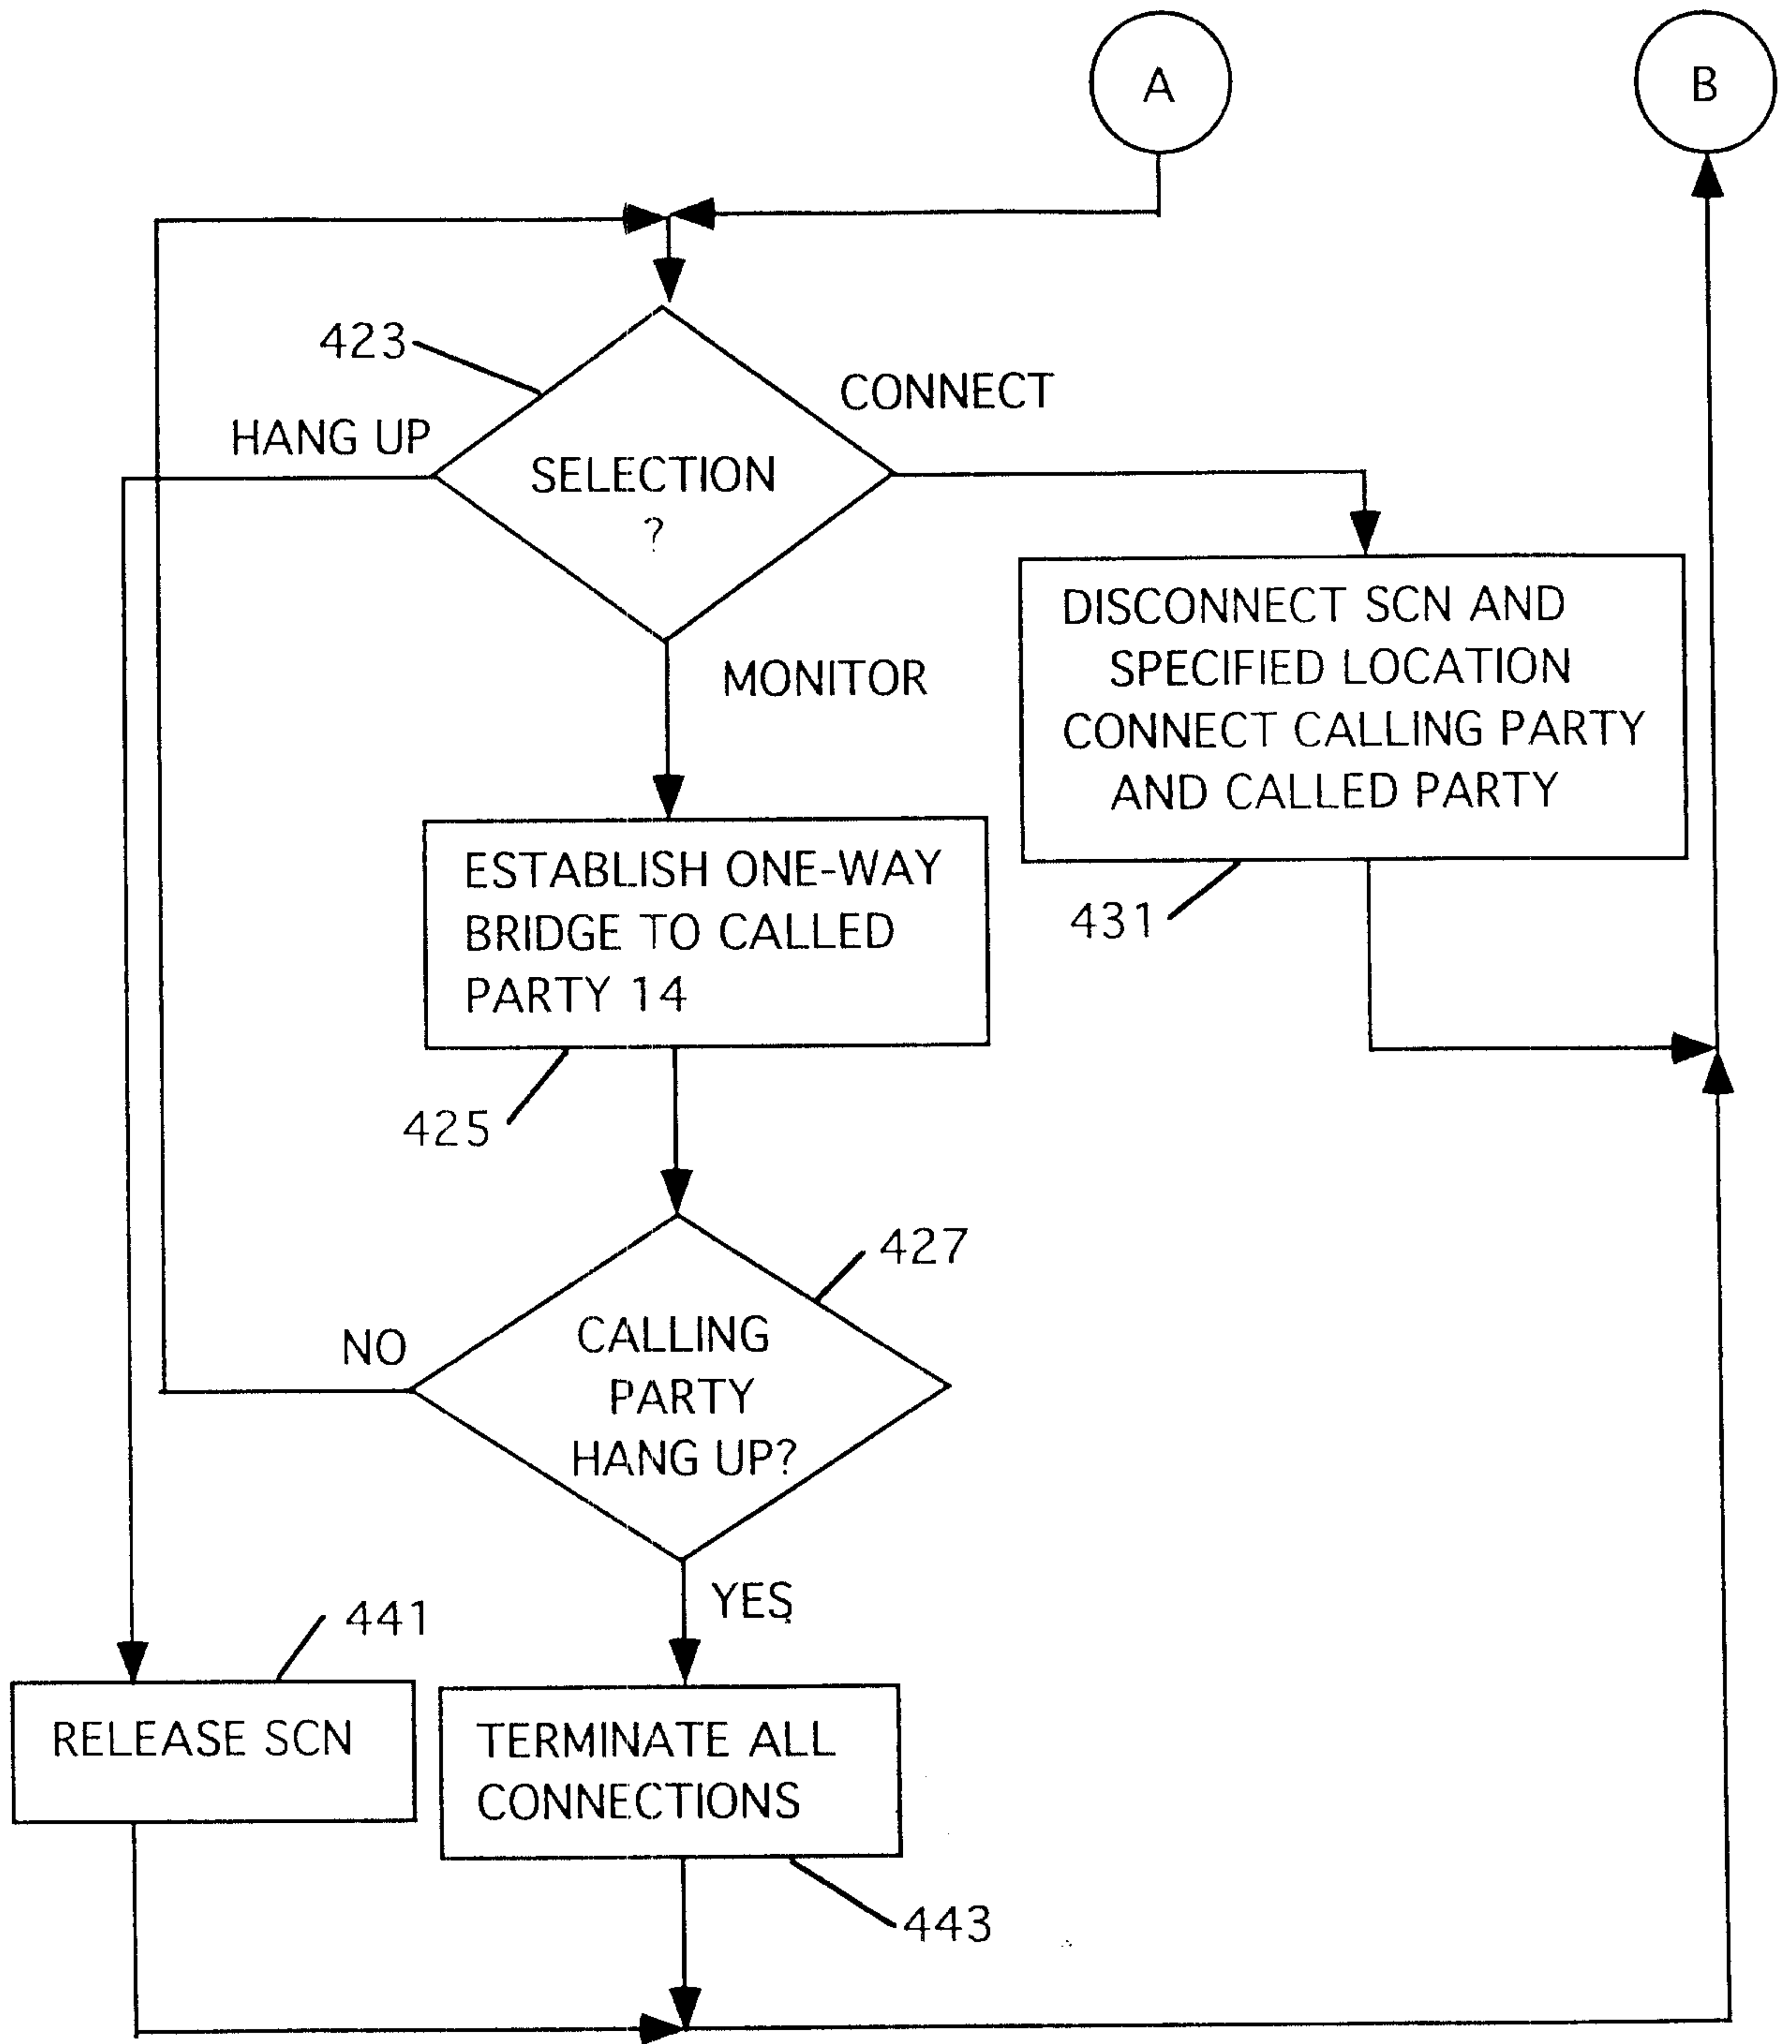 A
B
423
CONNECT
HANG UP
SELECTION
?
DISCONNECT SCN AND
SPECIFIED LOCATION
CONNECT CALLING PARTY
AND CALLED PARTY
MONITOR
ESTABLISH ONE-WAY
BRIDGE TO CALLED
PARTY 14
431
425
427
NO
CALLING
PARTY
HANG UP?
YES
441
RELEASE SCN
TERMINATE ALL
CONNECTIONS
443